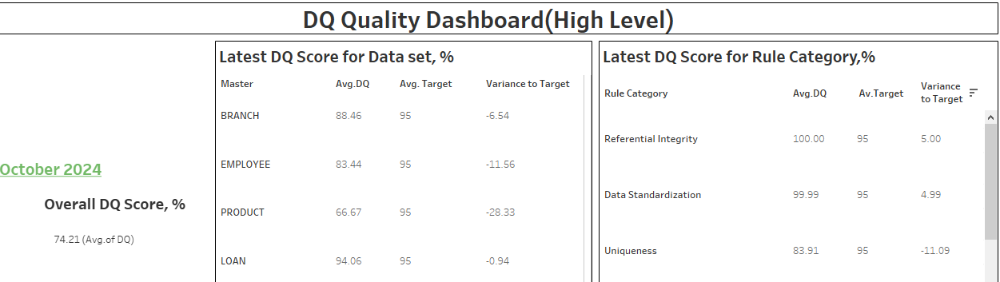 DQ Quality Dashboard(High Level)
October 2024
Overall DQ Score, %
74.21 (Avg.of DQ)
Latest DQ Score for Data set, %
Master Avg.DQ Avg. Target Variance to Target
BRANCH 88.46 95 -6.54
EMPLOYEE 83.44 95 -11.56
PRODUCT 66.67 95 -28.33
LOAN 94.06 95 -0.94
Latest DQ Score for Rule Category,%
Rule Category Avg.DQ Av.Target Variance
to Target
Referential Integrity 100.00 95 5.00
Data Standardization 99.99 95 4.99
Uniqueness 83.91 95 -11.09